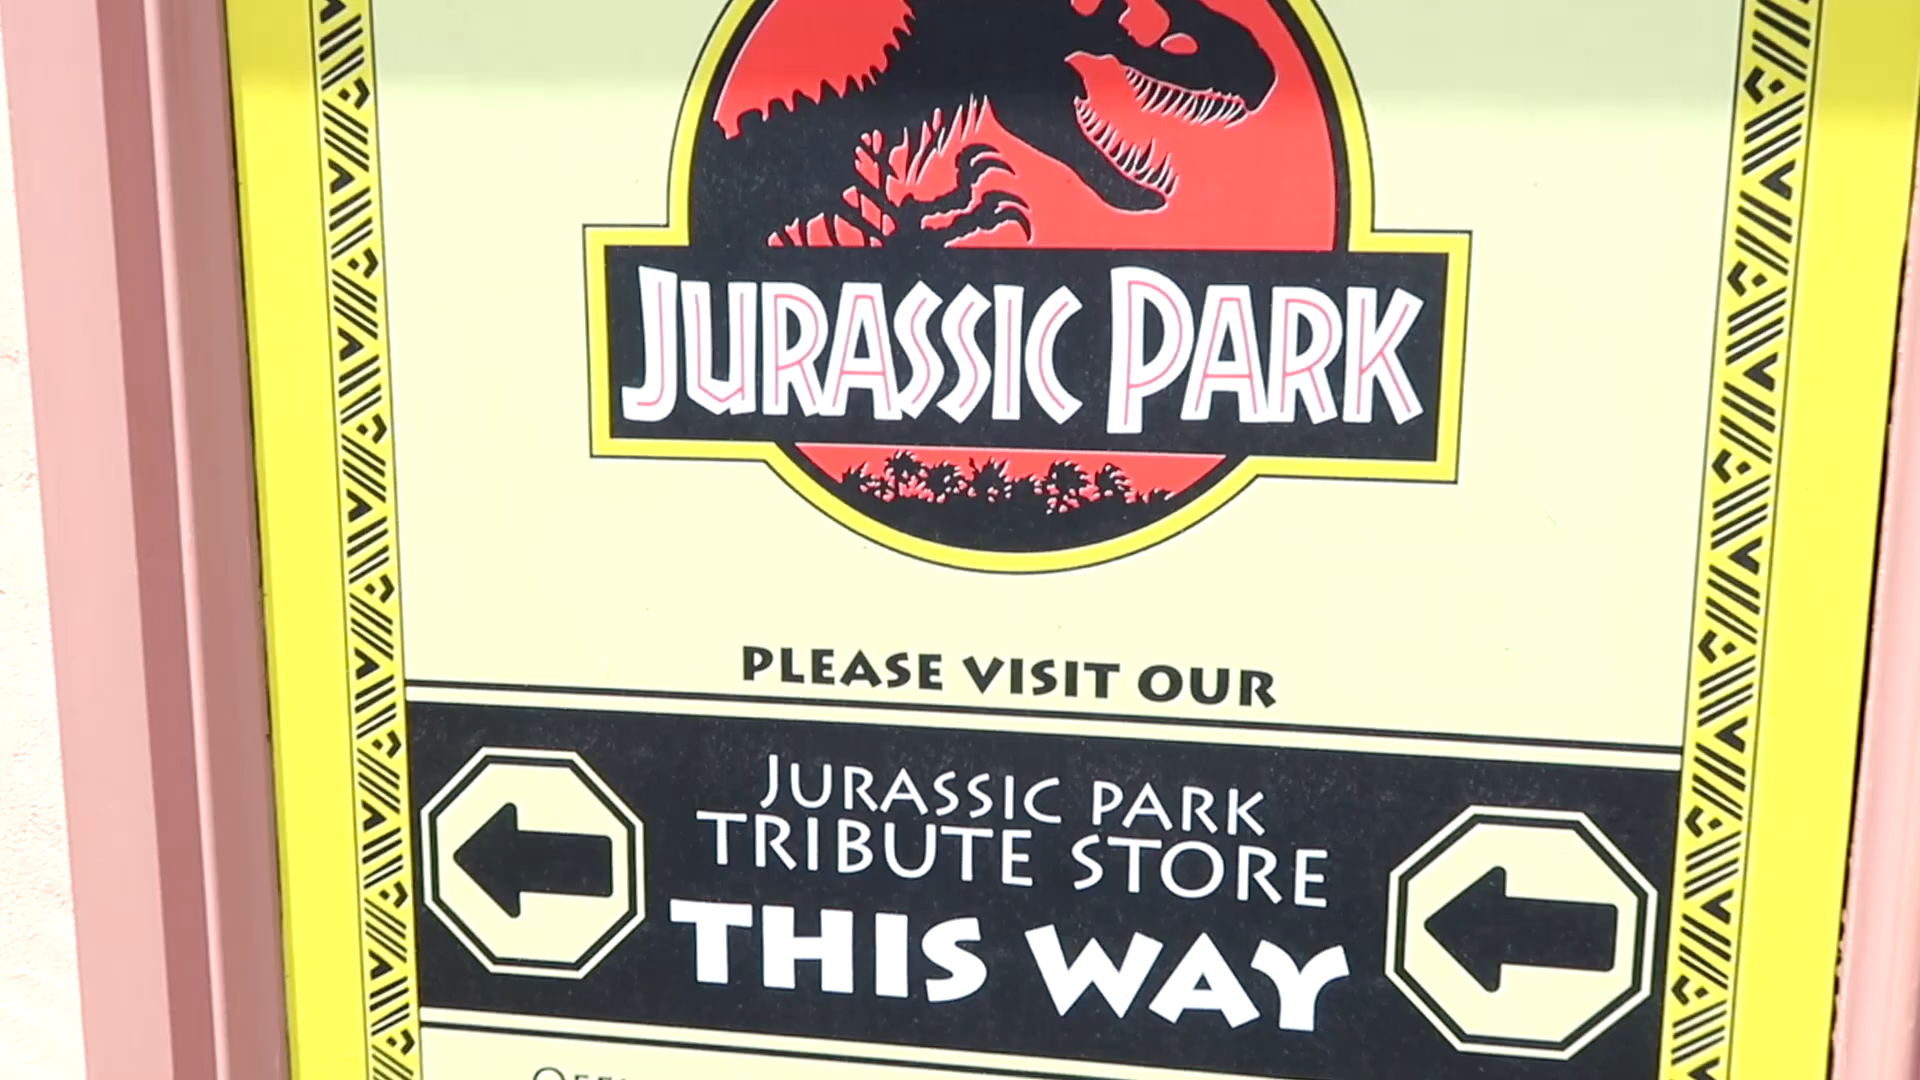 JURASSIC PARK
PLEASE VISIT OUR
JURASSIC PARK
TRIBUTE STORE
THIS WAY